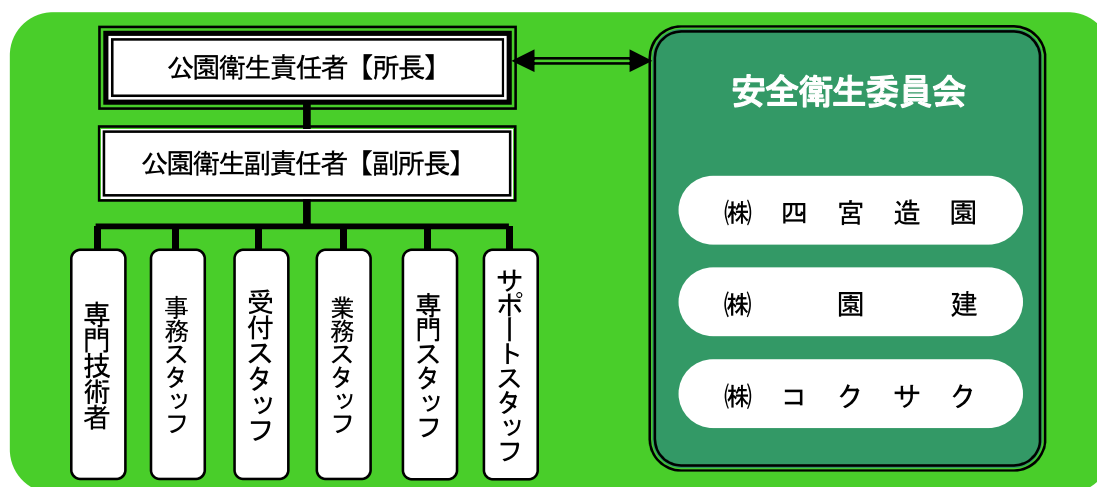 公園衛生責任者【所長】
公園衛生副責任者【副所長】
専門技術者
事務スタッフ
受付スタッフ
業務スタッフ
専門スタッフ
サポートスタッフ
安全衛生委員会
㈱ 四 宮 造 園
㈱ 園 建
㈱ コ ク サ ク